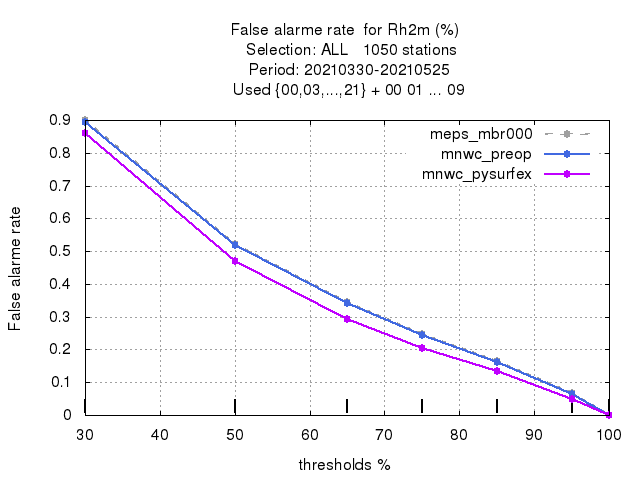 False alarme rate  for Rh2m (%)
Selection: ALL   1050 stations
Period: 20210330-20210525
Used {00,03,...,21} + 00 01 ... 09
meps_mbr000
mnwc_preop
mnwc_pysurfex
False alarme rate
0.9
0.8
0.7
0.6
0.5
0.4
0.3
0.2
0.1
0
30 40 50 60 70 80 90 100
thresholds %